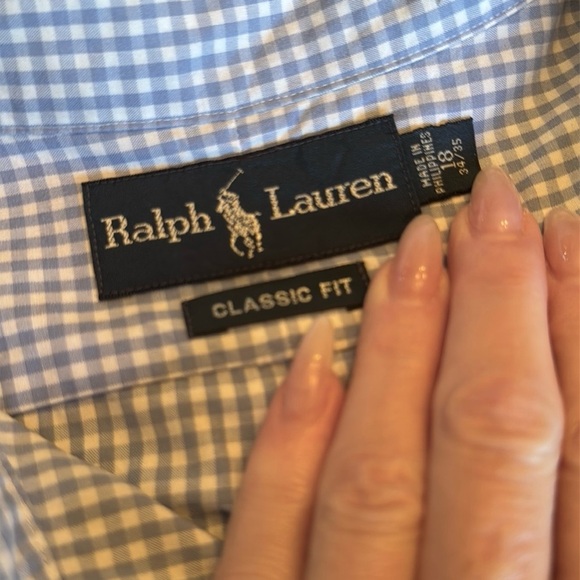 Ralph Lauren
MADE IN
PHILIPPINES
18
34/35
CLASSIC FIT